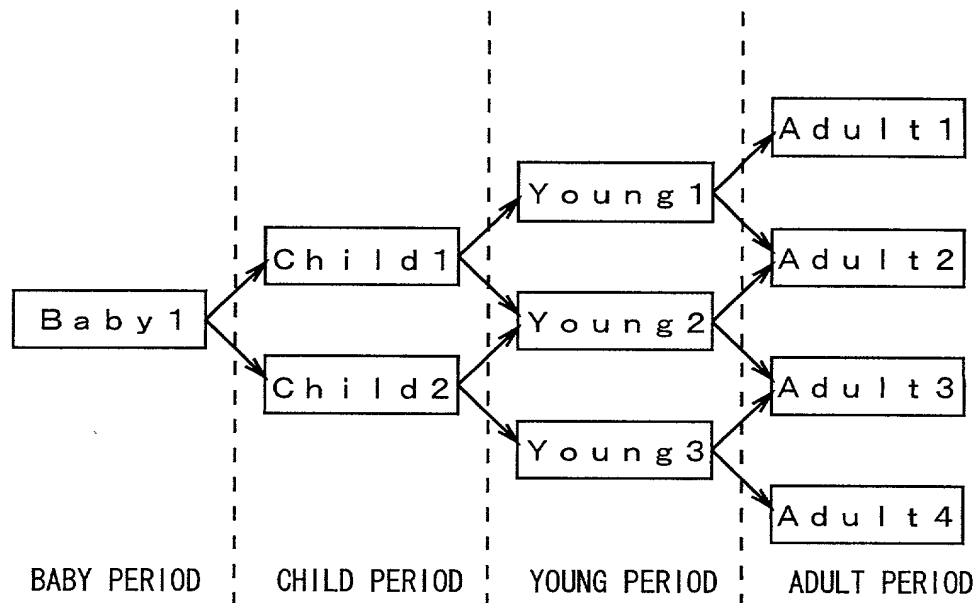 Baby1
Child1
Child2
Young1
Young2
Young3
Adult1
Adult2
Adult3
Adult4
BABY PERIOD
CHILD PERIOD
YOUNG PERIOD
ADULT PERIOD